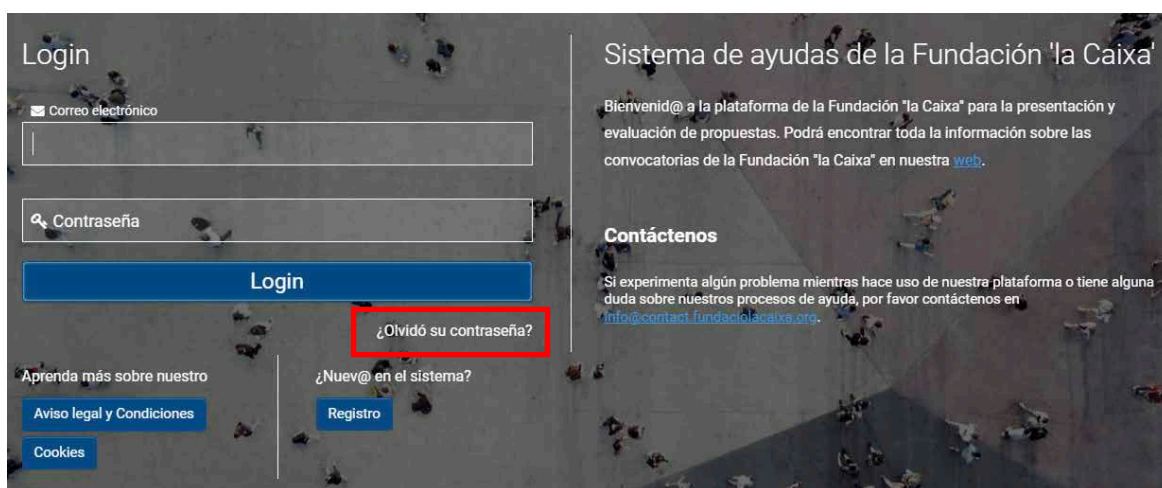 Login
Correo electrónico
Contraseña
Login
¿Olvidó su contraseña?
Aprenda más sobre nuestro
Aviso legal y Condiciones
Cookies
¿Nuev@ en el sistema?
Registro
Sistema de ayudas de la Fundación 'la Caixa'
Bienvenid@ a la plataforma de la Fundación "la Caixa" para la presentación y
evaluación de propuestas. Podrá encontrar toda la información sobre las
convocatorias de la Fundación "la Caixa" en nuestra web.
Contáctenos
Si experimenta algún problema mientras hace uso de nuestra plataforma o tiene alguna
duda sobre nuestros procesos de ayuda, por favor contáctenos en
info@contact.fundaciolacaixa.org.